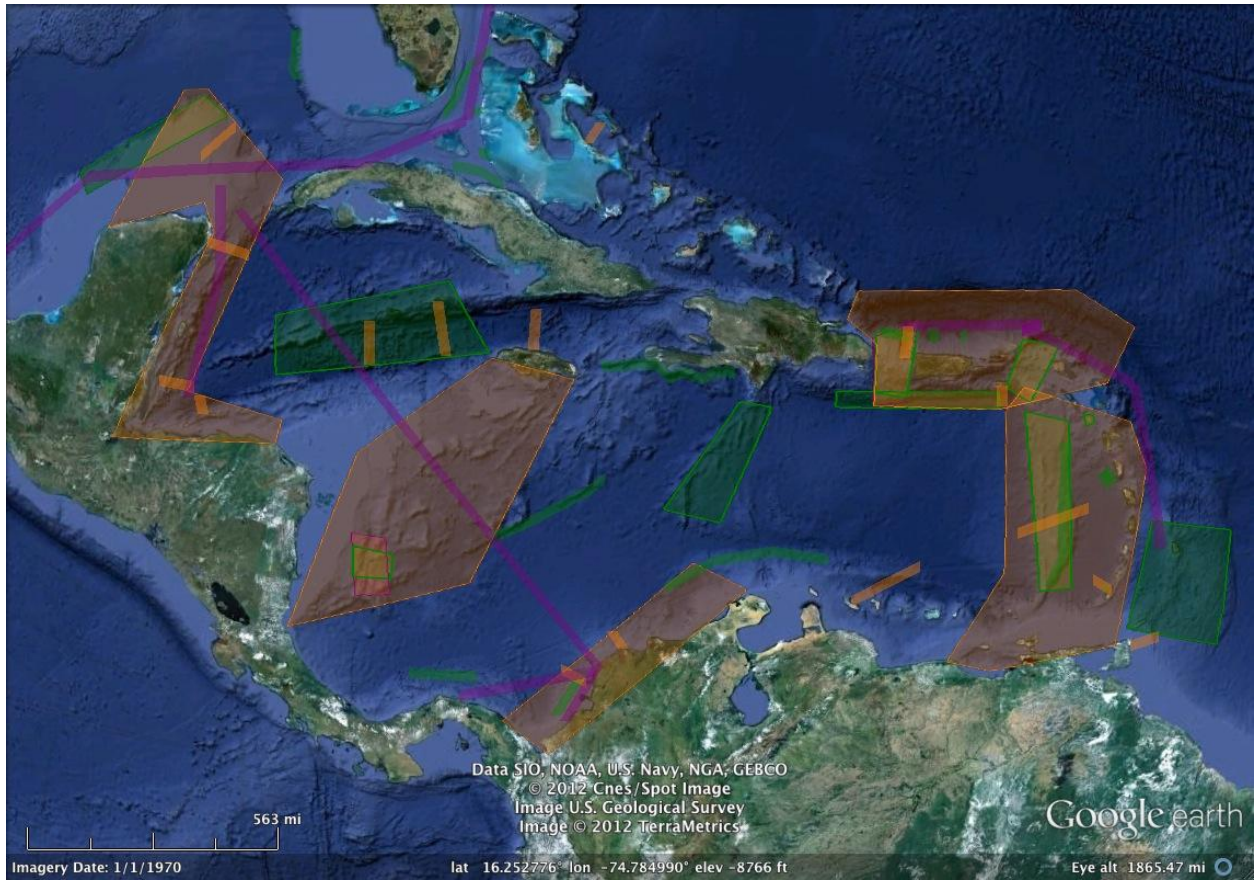 Data SIO, NOAA, U.S. Navy, NGA, GEBCO
© 2012 Cnes/Spot Image
Image U.S. Geological Survey
Image © 2012 TerraMetrics
Google earth
563 mi
Imagery Date: 1/1/1970 lat 16.252776° lon -74.784990° elev -8766 ft Eye alt 1865.47 mi